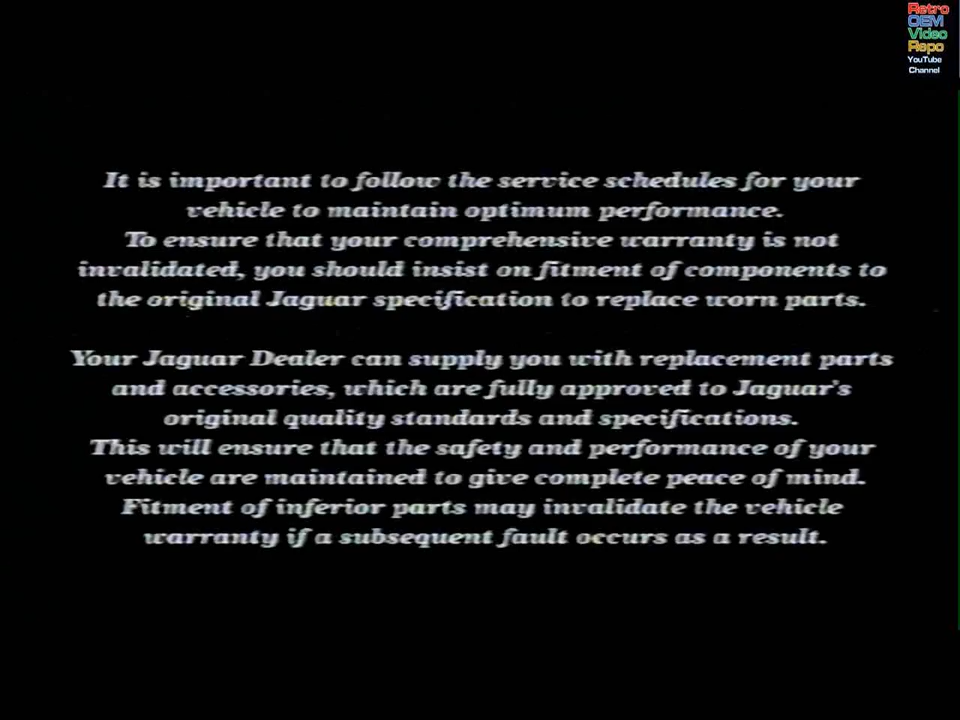 Retro
OEM
Video
Repo
YouTube
Channel
It is important to follow the service schedules for your
vehicle to maintain optimum performance.
To ensure that your comprehensive warranty is not
invalidated, you should insist on fitment of components to
the original Jaguar specification to replace worn parts.
Your Jaguar Dealer can supply you with replacement parts
and accessories, which are fully approved to Jaguar's
original quality standards and specifications.
This will ensure that the safety and performance of your
vehicle are maintained to give complete peace of mind.
Fitment of inferior parts may invalidate the vehicle
warranty if a subsequent fault occurs as a result.